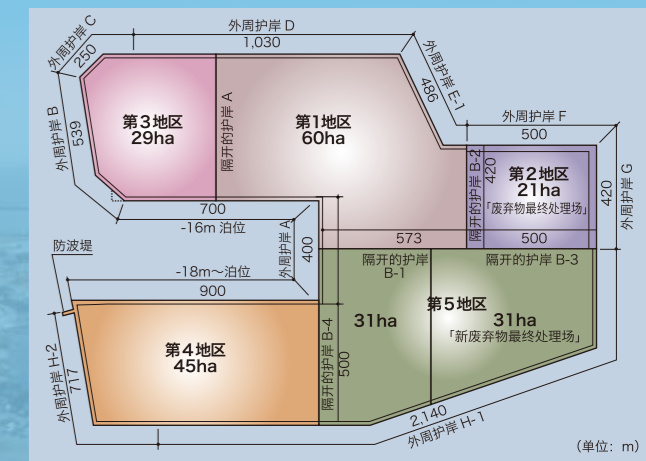 外周护岸 C
250
外周护岸 D
1,030
外周护岸 E-1
486
外周护岸 F
500
外周护岸 B
539
第3地区
29ha
隔开的护岸 A
第1地区
60ha
隔开的护岸 B-2
420
第2地区
21ha
「废弃物最终处理场」
420
外周护岸 G
700
-16m 泊位
外周护岸 A
400
573
500
防波堤
-18m～泊位
900
隔开的护岸
B-1
隔开的护岸 B-3
第5地区
31ha
31ha
「新废弃物最终处理场」
第4地区
45ha
隔开的护岸 B-4
500
外周护岸 H-2
717
2,140
外周护岸 H-1
（单位：m）